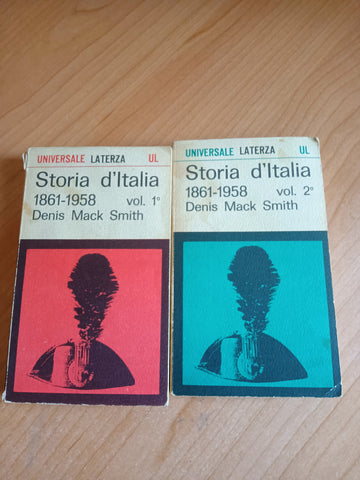 UNIVERSALE LATERZA UL
Storia d'Italia
1861-1958 vol. 1°
Denis Mack Smith
UNIVERSALE LATERZA UL
Storia d'Italia
1861-1958 vol. 2°
Denis Mack Smith